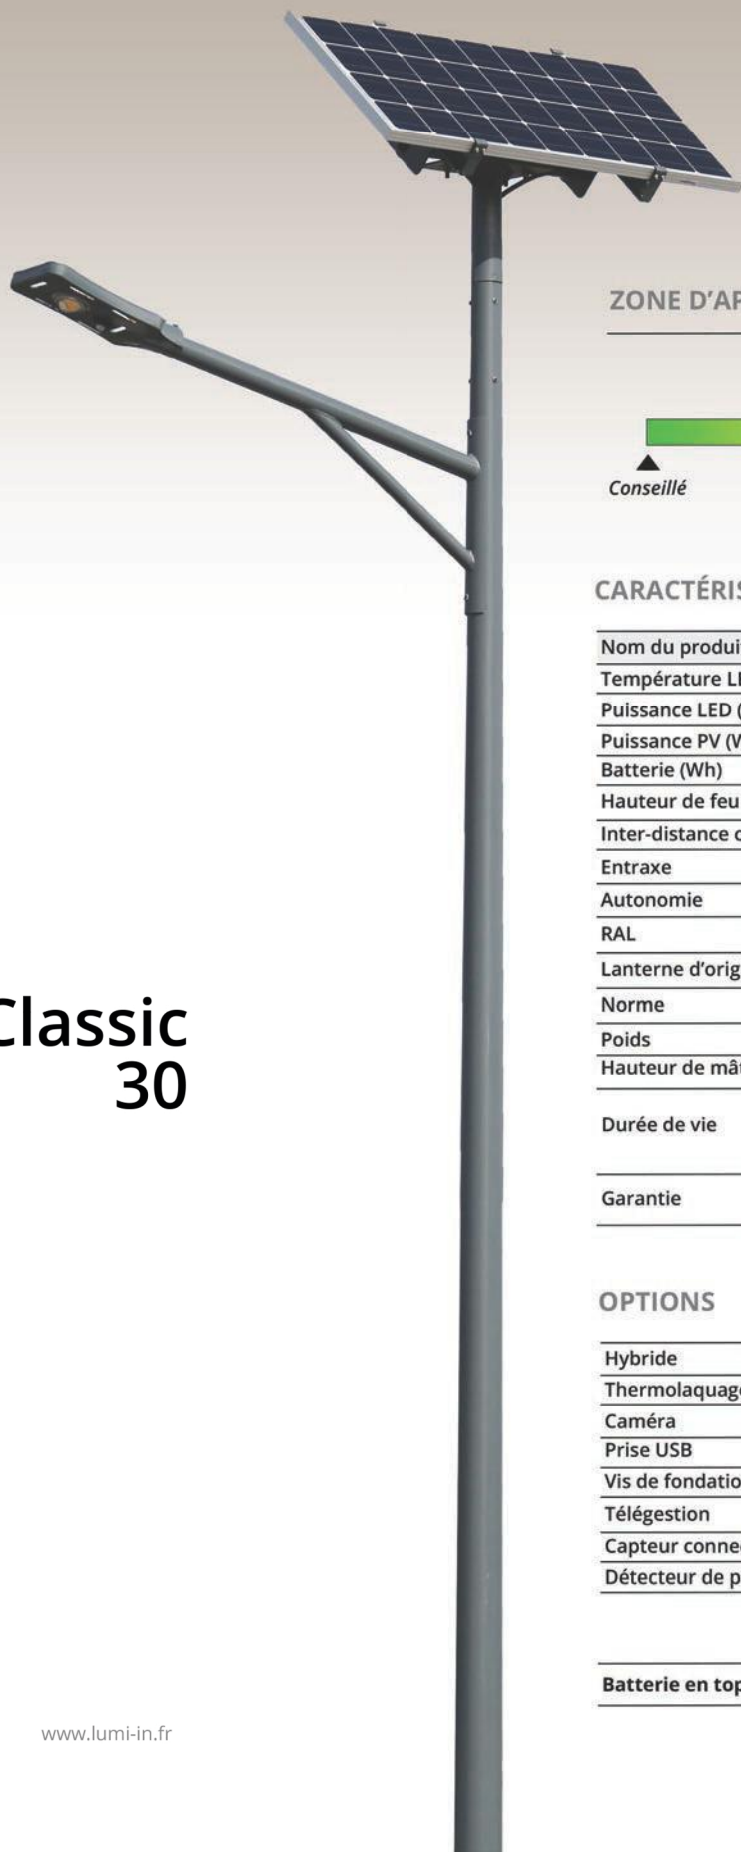 ZONE D'AP
Conseillé
CARACTÉRIS
Nom du produi
Température L
Puissance LED (
Puissance PV (W
Batterie (Wh)
Hauteur de feu
Inter-distance
Entraxe
Autonomie
RAL
Lanterne d'orig
Norme
Poids
Hauteur de mâ
Durée de vie
Garantie
Classic
30
OPTIONS
Hybride
Thermolaquag
Caméra
Prise USB
Vis de fondatio
Télégestion
Capteur conne
Détecteur de p
Batterie en top
www.lumi-in.fr